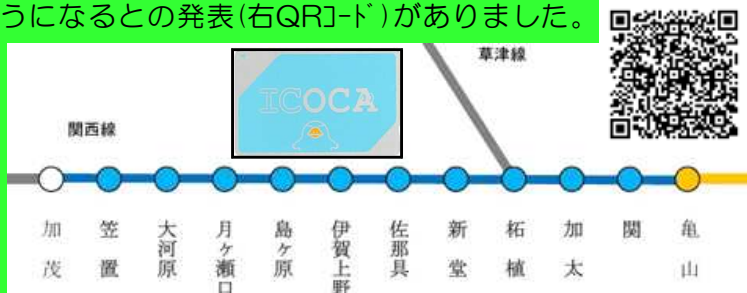 うになるとの発表(右QRｺｰﾄﾞ)がありました。
草津線
ICOCA
関西線
加茂
笠置
大河原
月ヶ瀬口
島ヶ原
伊賀上野
佐那具
新堂
柘植
加太
関
亀山